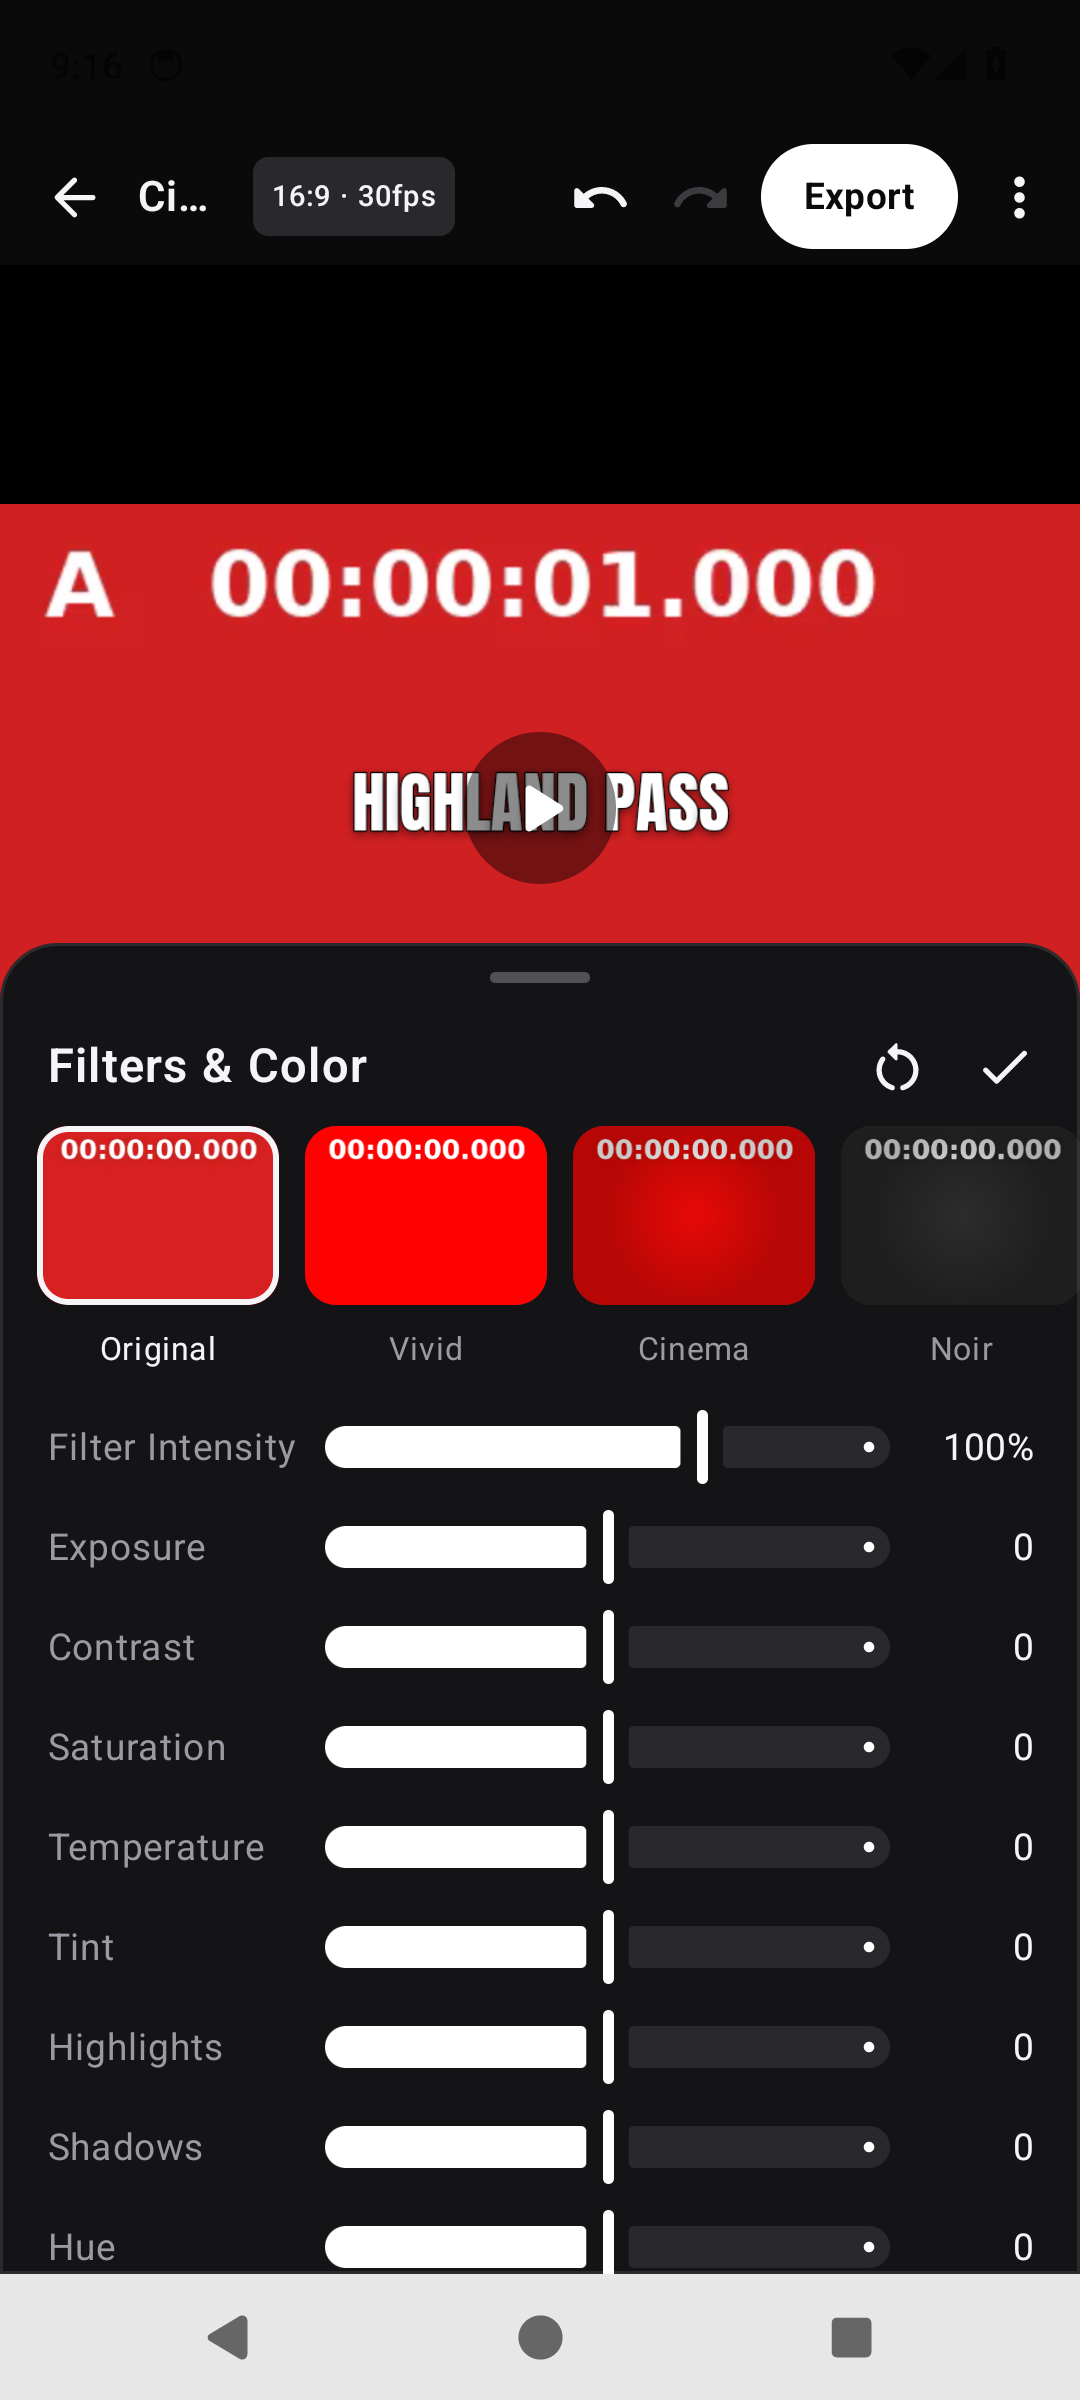 9:16
Ci...
16:9 · 30fps
Export
A 00:00:01.000
HIGHLAND PASS
Filters & Color
00:00:00.000 00:00:00.000 00:00:00.000 00:00:00.000
Original Vivid Cinema Noir
Filter Intensity 100%
Exposure 0
Contrast 0
Saturation 0
Temperature 0
Tint 0
Highlights 0
Shadows 0
Hue 0